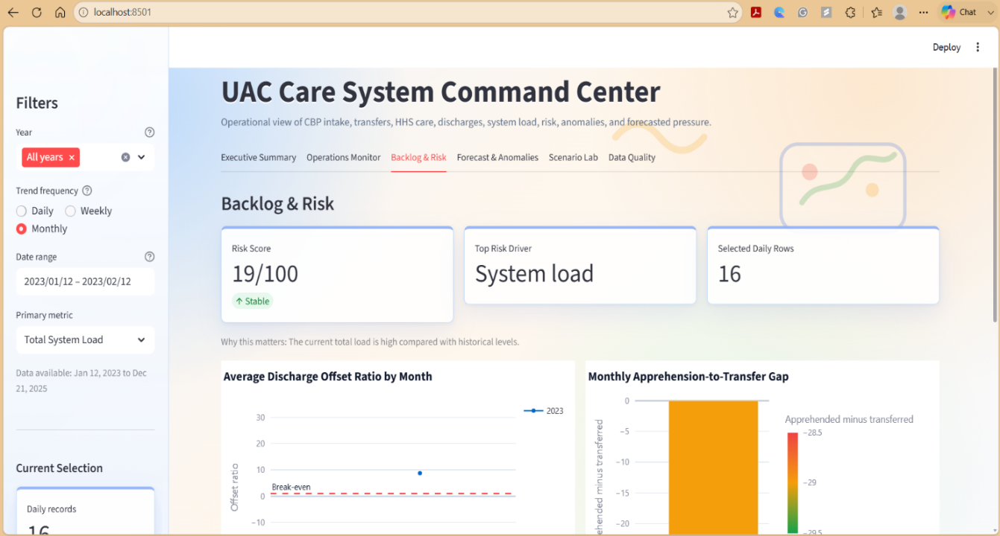 localhost:8501
Chat
Deploy
Filters
Year
All years
Trend frequency
Daily Weekly
Monthly
Date range
2023/01/12 – 2023/02/12
Primary metric
Total System Load
Data available: Jan 12, 2023 to Dec
21, 2025
Current Selection
Daily records
16
UAC Care System Command Center
Operational view of CBP intake, transfers, HHS care, discharges, system load, risk, anomalies, and forecasted pressure.
Executive Summary Operations Monitor Backlog & Risk Forecast & Anomalies Scenario Lab Data Quality
Backlog & Risk
Risk Score
19/100
↑ Stable
Top Risk Driver
System load
Selected Daily Rows
16
Why this matters: The current total load is high compared with historical levels.
Average Discharge Offset Ratio by Month
2023
30
20
10
Break-even
0
−10
Offset ratio
Monthly Apprehension-to-Transfer Gap
0
−5
−10
−15
−20
hended minus transferred
Apprehended minus transferred
−28.5
−29
−29.5